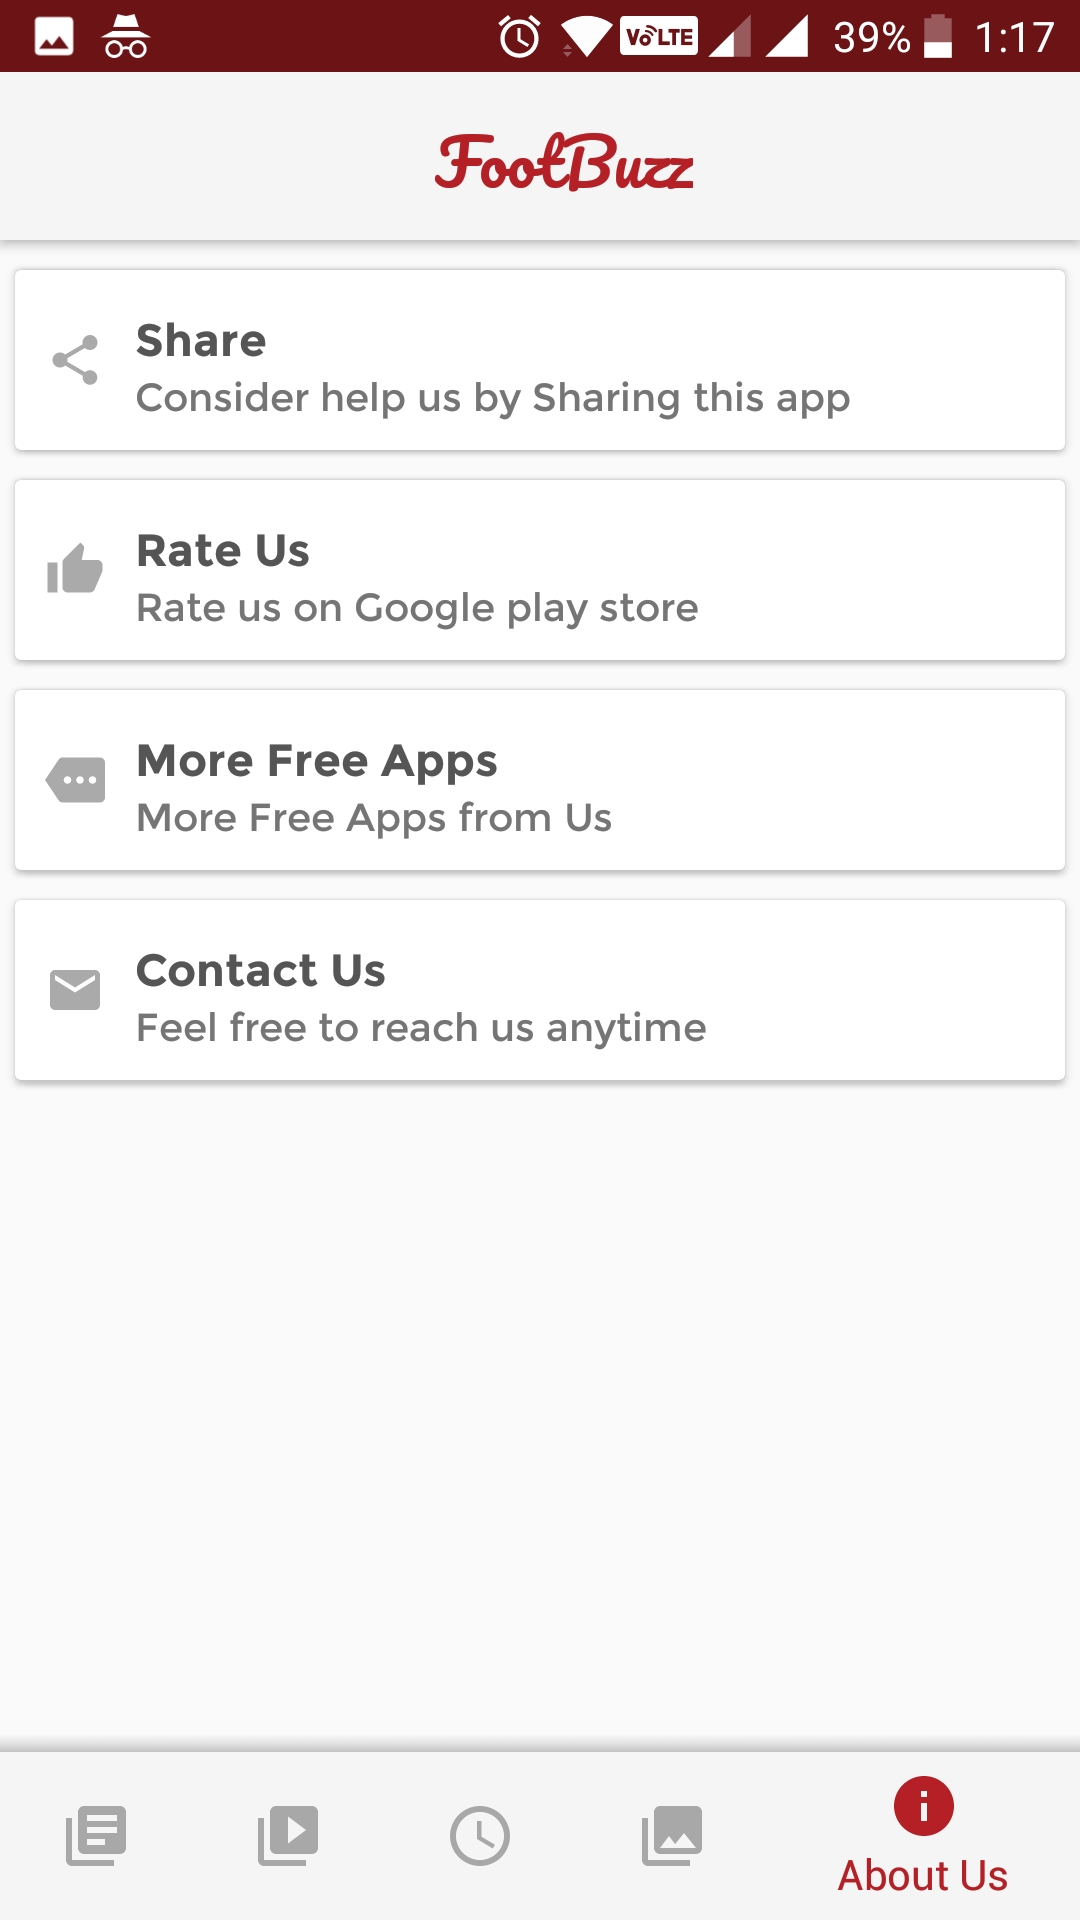 VoLTE 39% 1:17
FootBuzz
Share
Consider help us by Sharing this app
Rate Us
Rate us on Google play store
More Free Apps
More Free Apps from Us
Contact Us
Feel free to reach us anytime
About Us